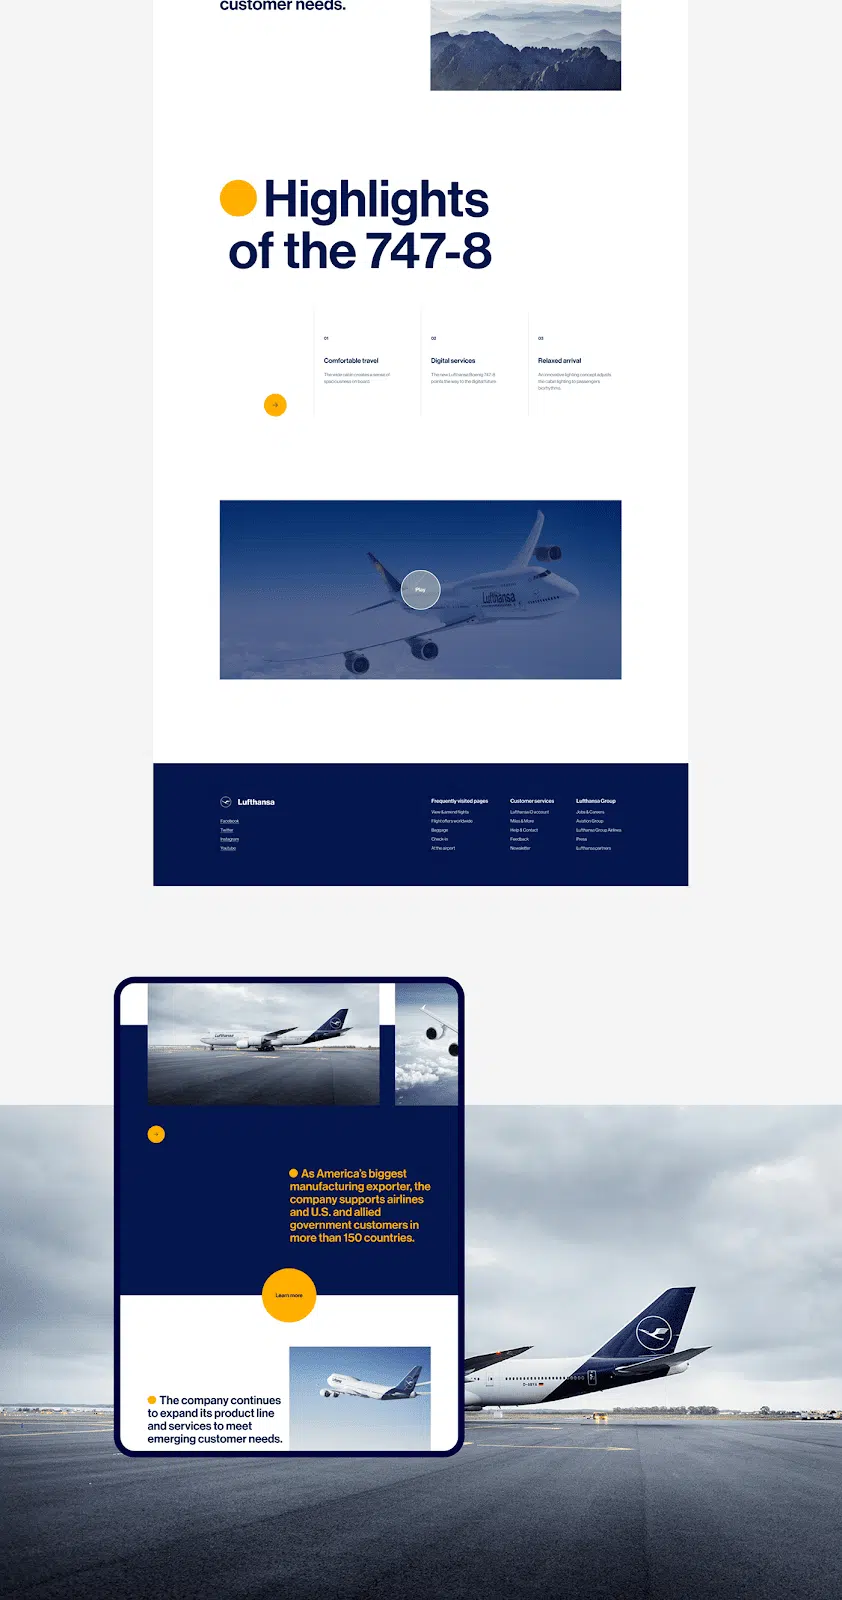 customer needs.
Highlights
of the 747-8
01
Comfortable travel
The wide cabin creates a sense of
spaciousness on board.
02
Digital services
The new Lufthansa Boeing 747-8
points the way to the digital future.
03
Relaxed arrival
An innovative lighting concept adjusts
the cabin lighting to passengers
biorhythms.
Lufthansa
Play
Lufthansa
Facebook
Twitter
Instagram
Youtube
Frequently visited pages
View &amend flights
Flight offers worldwide
Baggage
Check-in
At the airport
Customer services
Lufthansa iD account
Miles & More
Help & Contact
Feedback
Newsletter
Lufthansa Group
Jobs & Careers
Aviation Group
Lufthansa Group Airlines
Press
Lufthansa partners
Lufthansa
As America's biggest
manufacturing exporter, the
company supports airlines
and U.S. and allied
government customers in
more than 150 countries.
Learn more
The company continues
to expand its product line
and services to meet
emerging customer needs.